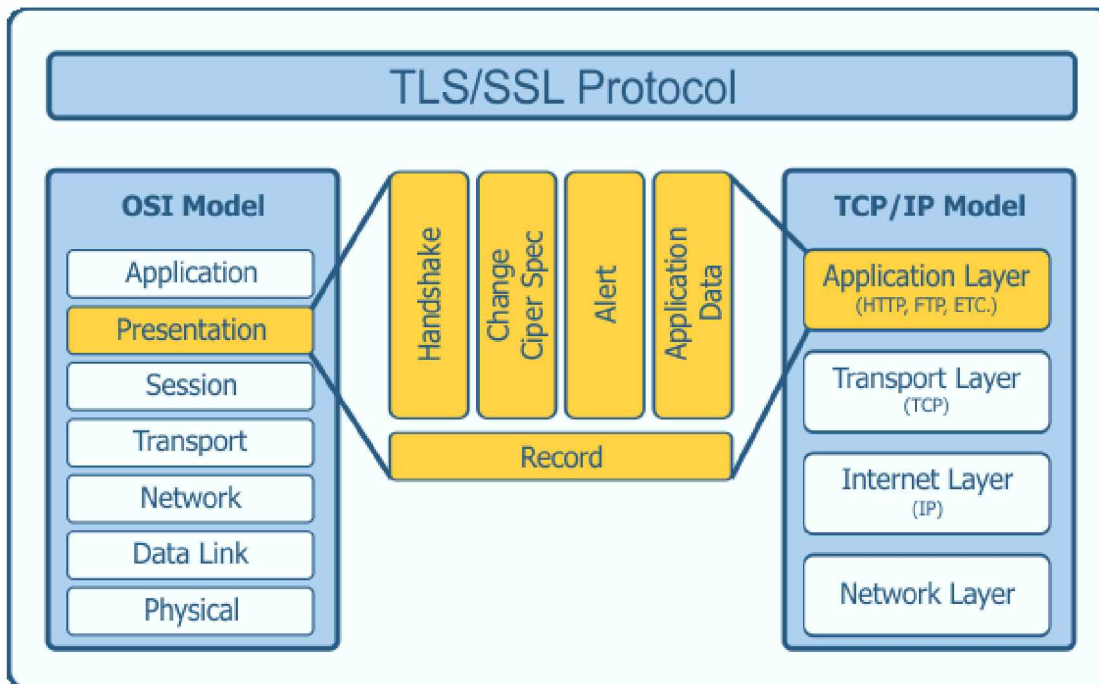 TLS/SSL Protocol
OSI Model
Application
Presentation
Session
Transport
Network
Data Link
Physical
Handshake
Change
Ciper Spec
Alert
Application
Data
Record
TCP/IP Model
Application Layer
(HTTP, FTP, ETC.)
Transport Layer
(TCP)
Internet Layer
(IP)
Network Layer